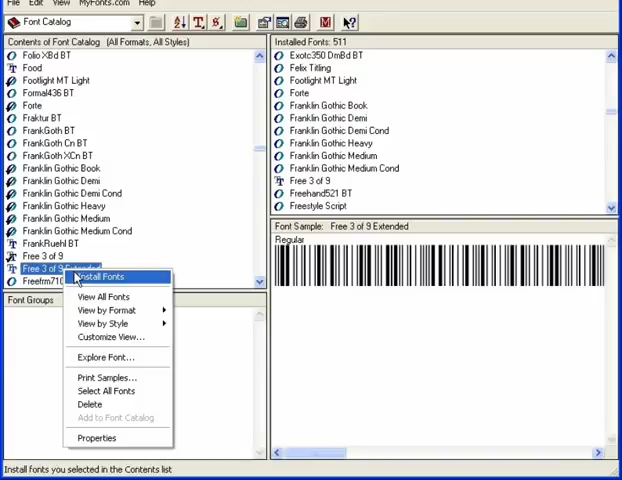 File Edit View MyFonts.com Help
Font Catalog
Contents of Font Catalog (All Formats, All Styles)
Folio XBd BT
Food
Footlight MT Light
Formal436 BT
Forte
Fraktur BT
FrankGoth BT
FrankGoth Cn BT
FrankGoth XCn BT
Franklin Gothic Book
Franklin Gothic Demi
Franklin Gothic Demi Cond
Franklin Gothic Heavy
Franklin Gothic Medium
Franklin Gothic Medium Cond
FrankRuehl BT
Free 3 of 9
Free 3 of 9 Extended
Freefrm710
Install Fonts
View All Fonts
View by Format
View by Style
Customize View...
Explore Font...
Print Samples...
Select All Fonts
Delete
Add to Font Catalog
Properties
Font Groups
Installed Fonts: 511
Exotc350 DmBd BT
Felix Titling
Footlight MT Light
Forte
Franklin Gothic Book
Franklin Gothic Demi
Franklin Gothic Demi Cond
Franklin Gothic Heavy
Franklin Gothic Medium
Franklin Gothic Medium Cond
Free 3 of 9
Freehand521 BT
Freestyle Script
Font Sample: Free 3 of 9 Extended
Regular
Install fonts you selected in the Contents list